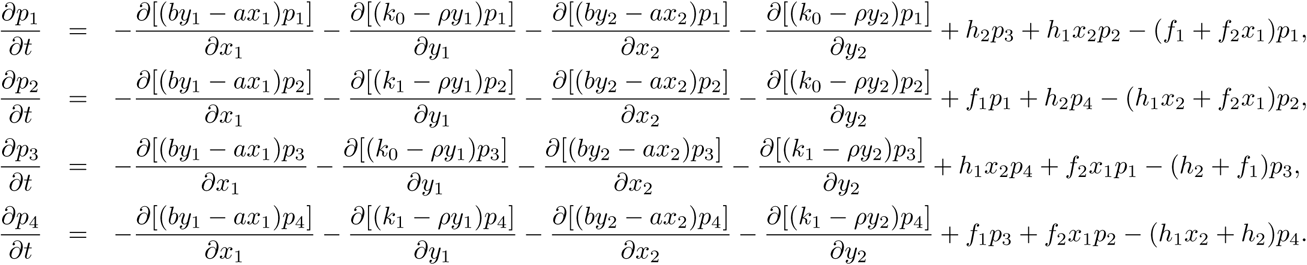 ∂p₁/∂t = −∂[(by₁ − ax₁)p₁]/∂x₁ − ∂[(k₀ − ρy₁)p₁]/∂y₁ − ∂[(by₂ − ax₂)p₁]/∂x₂ − ∂[(k₀ − ρy₂)p₁]/∂y₂ + h₂p₃ + h₁x₂p₂ − (f₁ + f₂x₁)p₁,
∂p₂/∂t = −∂[(by₁ − ax₁)p₂]/∂x₁ − ∂[(k₁ − ρy₁)p₂]/∂y₁ − ∂[(by₂ − ax₂)p₂]/∂x₂ − ∂[(k₀ − ρy₂)p₂]/∂y₂ + f₁p₁ + h₂p₄ − (h₁x₂ + f₂x₁)p₂,
∂p₃/∂t = −∂[(by₁ − ax₁)p₃/∂x₁ − ∂[(k₀ − ρy₁)p₃]/∂y₁ − ∂[(by₂ − ax₂)p₃]/∂x₂ − ∂[(k₁ − ρy₂)p₃]/∂y₂ + h₁x₂p₄ + f₂x₁p₁ − (h₂ + f₁)p₃,
∂p₄/∂t = −∂[(by₁ − ax₁)p₄]/∂x₁ − ∂[(k₁ − ρy₁)p₄]/∂y₁ − ∂[(by₂ − ax₂)p₄]/∂x₂ − ∂[(k₁ − ρy₂)p₄]/∂y₂ + f₁p₃ + f₂x₁p₂ − (h₁x₂ + h₂)p₄.